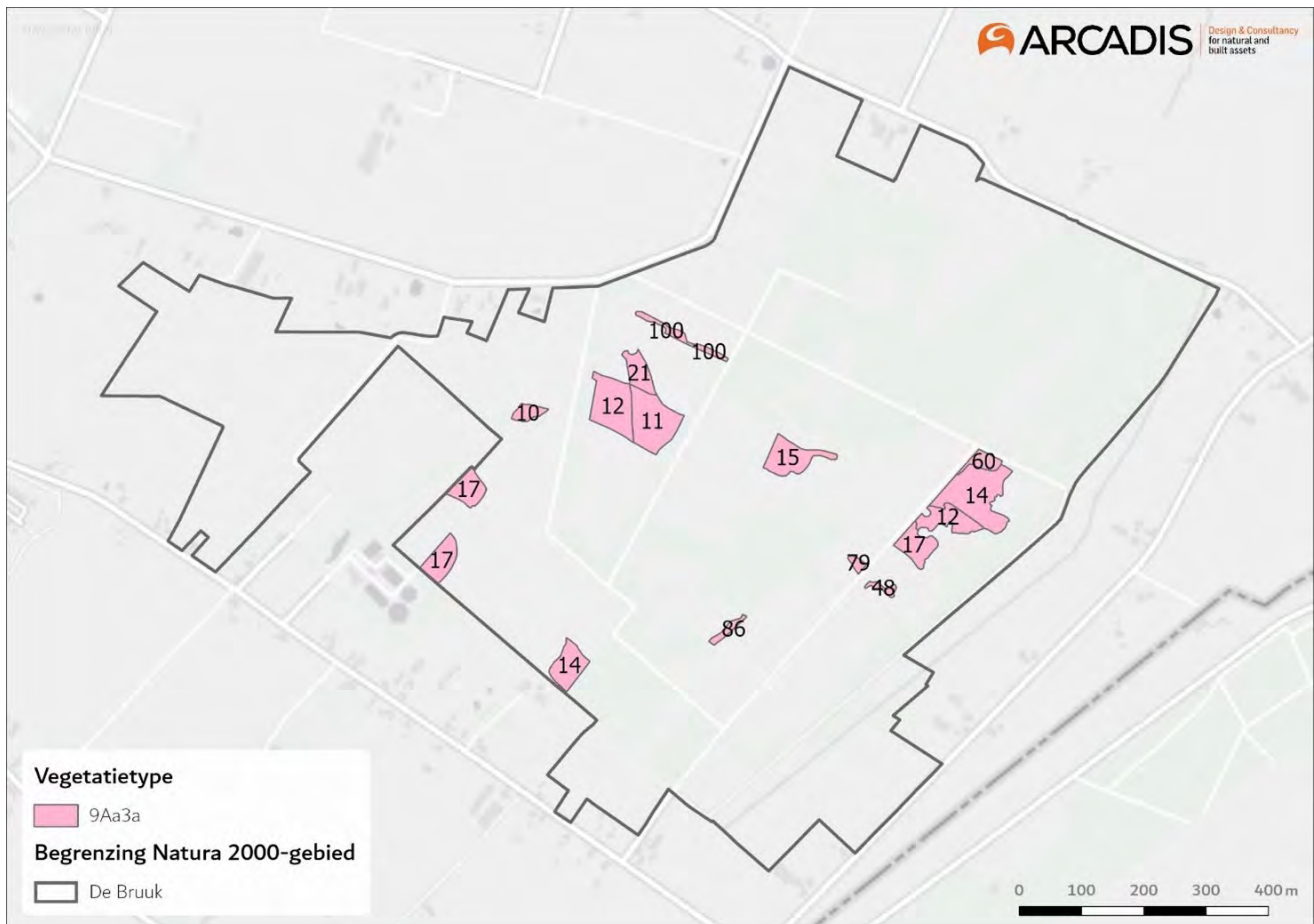 ARCADIS
Design & Consultancy
for natural and
built assets
100
100
21
12
11
10
15
60
14
12
17
17
17
79
48
86
14
Vegetatietype
9Aa3a
Begrenzing Natura 2000-gebied
De Bruuk
0 100 200 300 400 m